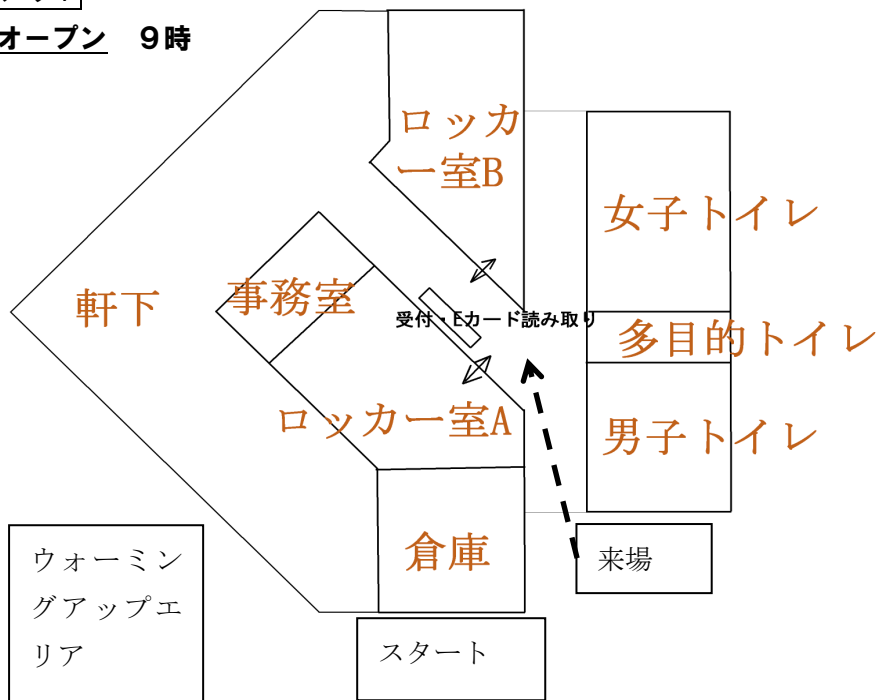 オープン　９時
ロッカ
ー室B
女子トイレ
事務室
軒下
受付・Eカード読み取り
多目的トイレ
ロッカー室A
男子トイレ
倉庫
来場
ウォーミン
グアップエ
リア
スタート